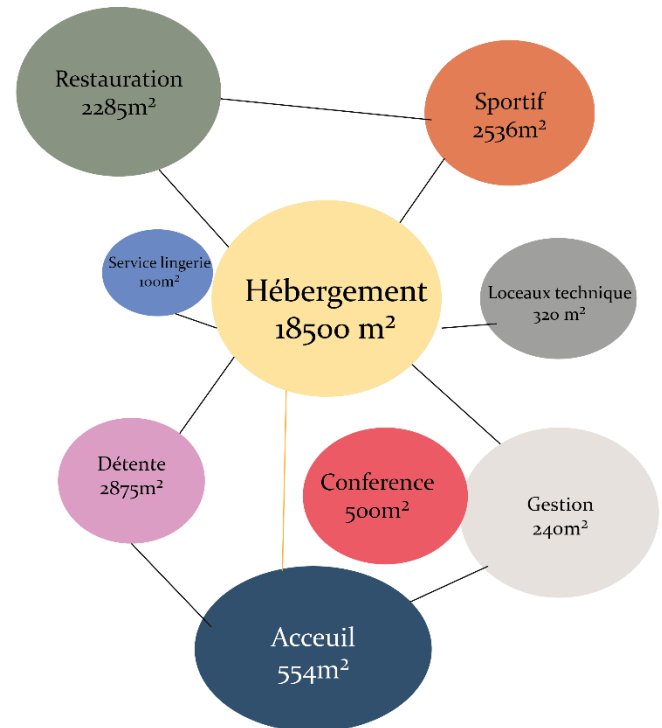 Restauration
2285m²
Sportif
2536m²
Service lingerie
100m²
Hébergement
18500 m²
Loceaux technique
320 m²
Détente
2875m²
Conference
500m²
Gestion
240m²
Acceuil
554m²